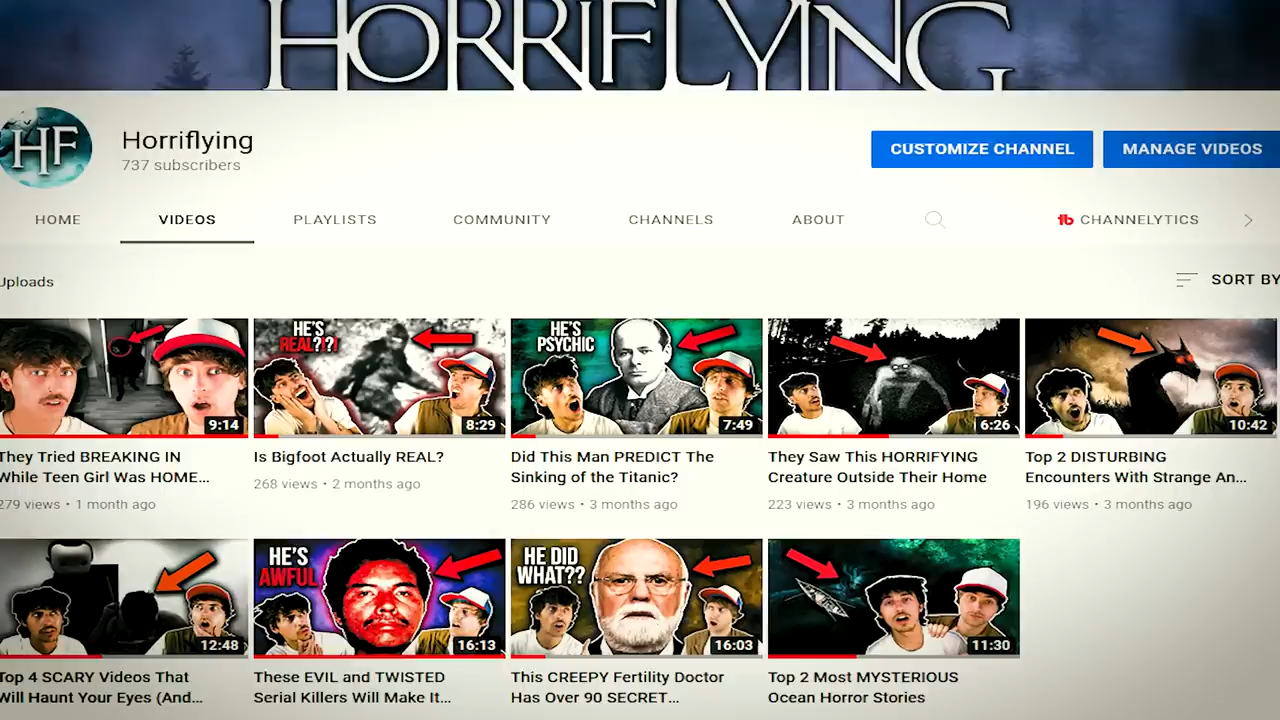 HORRIFLYING
HF
Horriflying
737 subscribers
CUSTOMIZE CHANNEL
MANAGE VIDEOS
HOME
VIDEOS
PLAYLISTS
COMMUNITY
CHANNELS
ABOUT
tb CHANNELYTICS
Uploads
SORT BY
9:14
HE'S
REAL?!?!
8:29
HE'S
PSYCHIC
7:49
6:26
10:42
They Tried BREAKING IN
While Teen Girl Was HOME...
279 views • 1 month ago
Is Bigfoot Actually REAL?
268 views • 2 months ago
Did This Man PREDICT The
Sinking of the Titanic?
286 views • 3 months ago
They Saw This HORRIFYING
Creature Outside Their Home
223 views • 3 months ago
Top 2 DISTURBING
Encounters With Strange An...
196 views • 3 months ago
12:48
HE'S
AWFUL
16:13
HE DID
WHAT??
16:03
11:30
Top 4 SCARY Videos That
Will Haunt Your Eyes (And...
These EVIL and TWISTED
Serial Killers Will Make It...
This CREEPY Fertility Doctor
Has Over 90 SECRET...
Top 2 Most MYSTERIOUS
Ocean Horror Stories